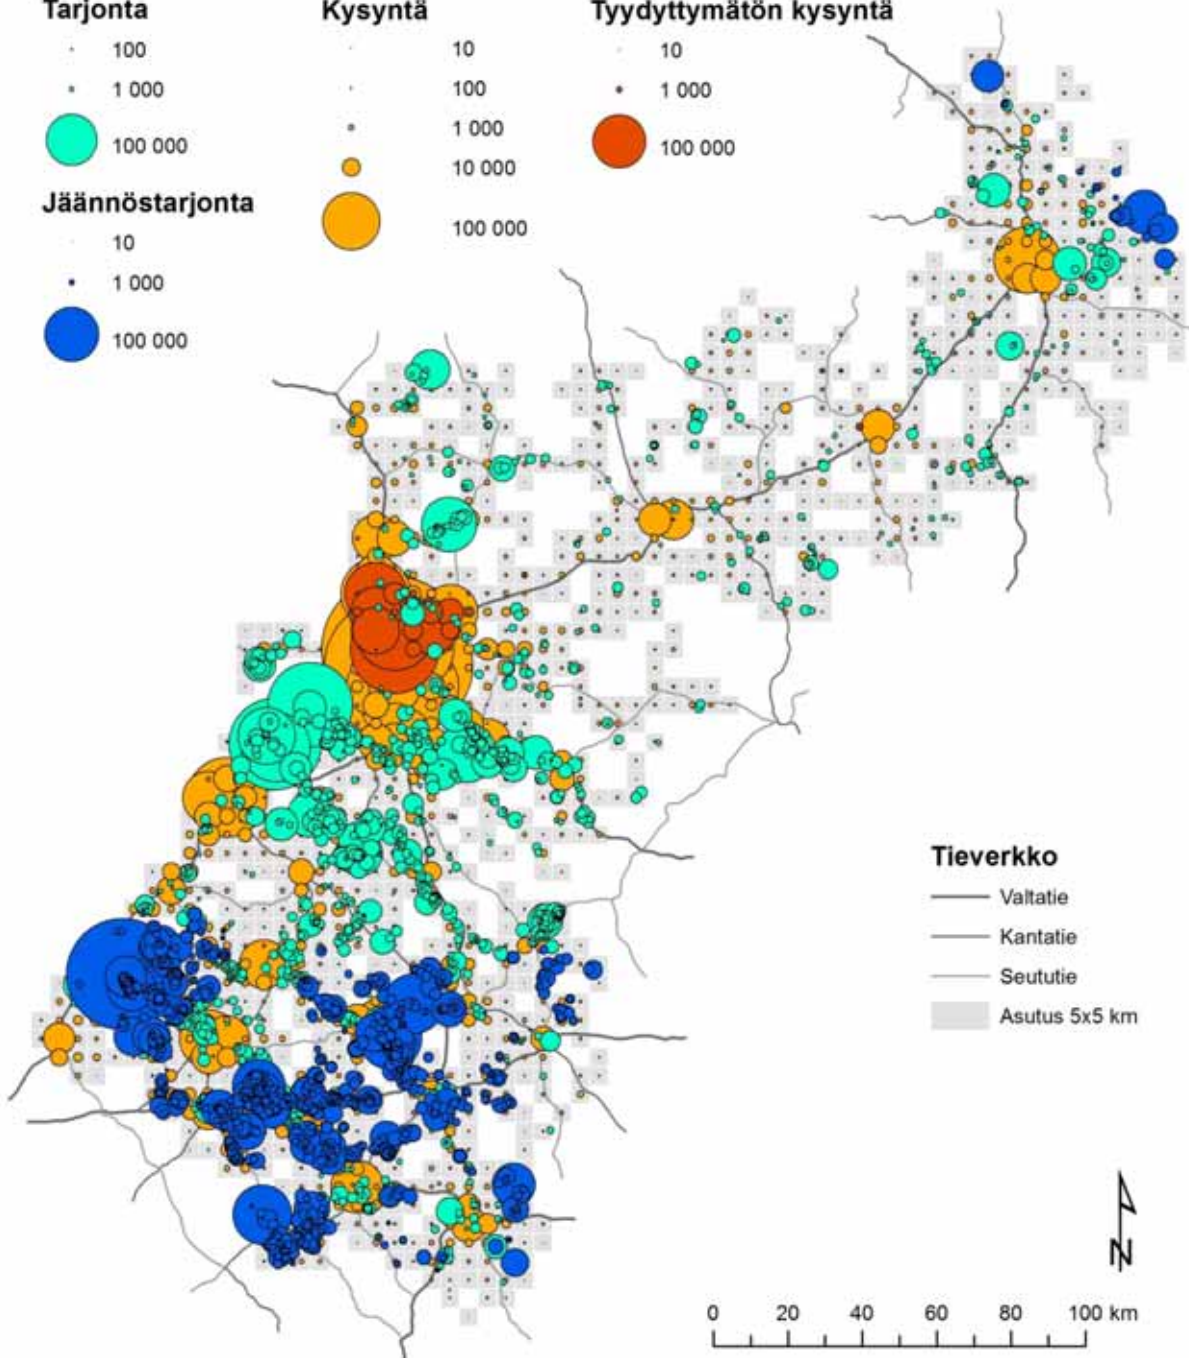 Tarjonta
100
1 000
100 000
Jäännöstarjonta
10
1 000
100 000
Kysyntä
10
100
1 000
10 000
100 000
Tyydyttymätön kysyntä
10
1 000
100 000
Tieverkko
Valtatie
Kantatie
Seututie
Asutus 5x5 km
N
0 20 40 60 80 100 km